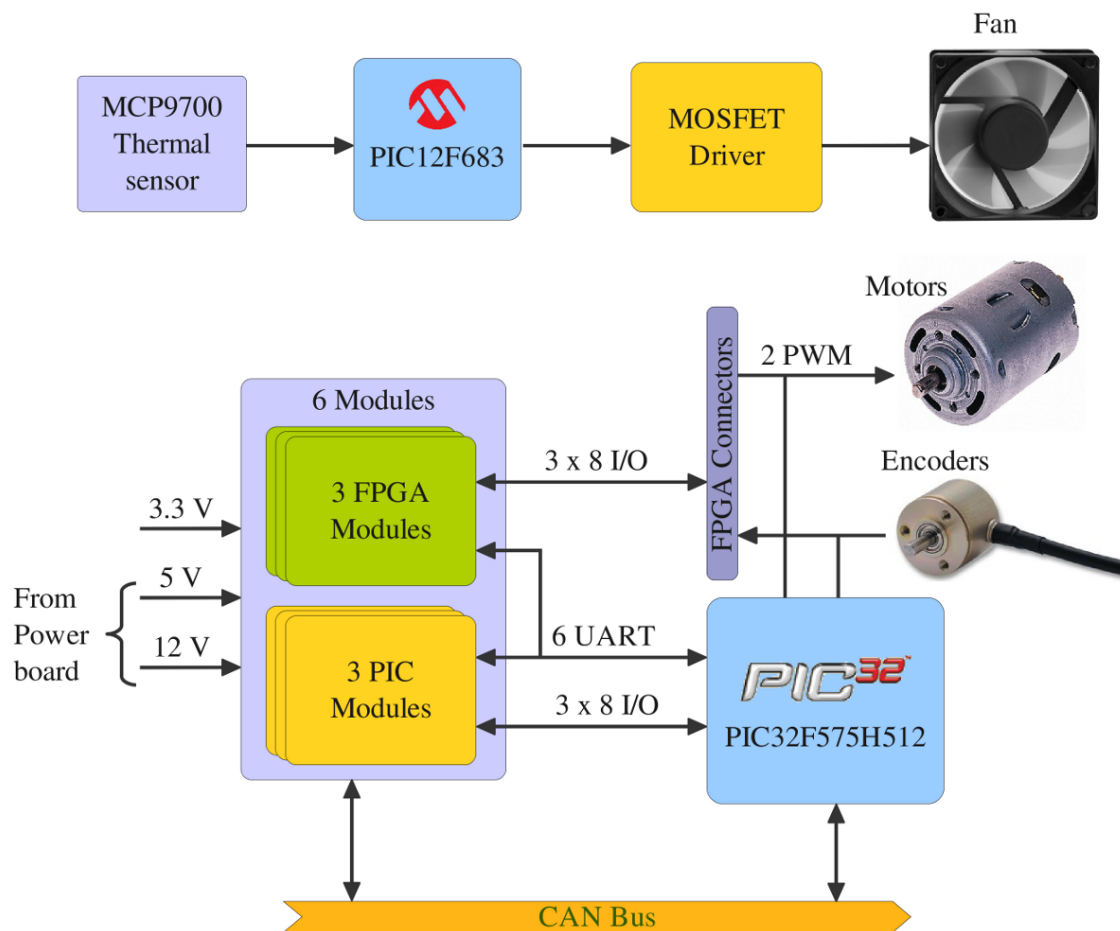 Fan
MCP9700
Thermal
sensor
PIC12F683
MOSFET
Driver
Motors
2 PWM
FPGA Connectors
6 Modules
3 x 8 I/O
Encoders
3 FPGA
Modules
3.3 V
5 V
From
Power
board
12 V
6 UART
3 PIC
Modules
3 x 8 I/O
PIC32™
PIC32F575H512
CAN Bus